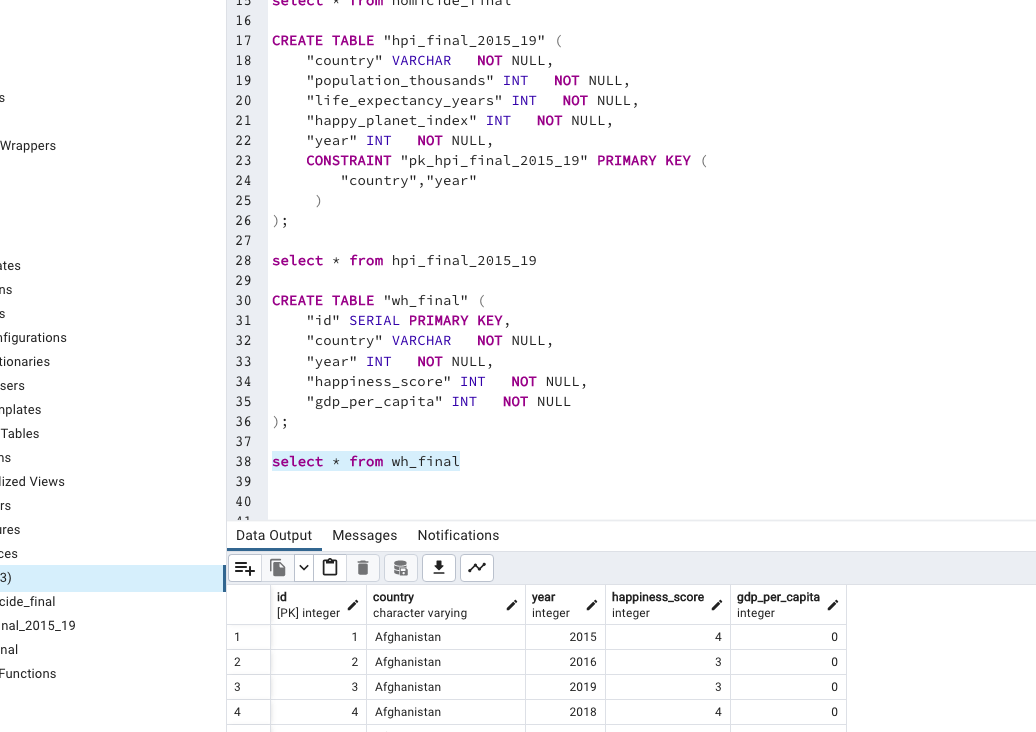 15 select * from homicide_final
16
17 CREATE TABLE "hpi_final_2015_19" (
18 "country" VARCHAR NOT NULL,
19 "population_thousands" INT NOT NULL,
20 "life_expectancy_years" INT NOT NULL,
21 "happy_planet_index" INT NOT NULL,
22 "year" INT NOT NULL,
23 CONSTRAINT "pk_hpi_final_2015_19" PRIMARY KEY (
24 "country","year"
25 )
26 );
27
28 select * from hpi_final_2015_19
29
30 CREATE TABLE "wh_final" (
31 "id" SERIAL PRIMARY KEY,
32 "country" VARCHAR NOT NULL,
33 "year" INT NOT NULL,
34 "happiness_score" INT NOT NULL,
35 "gdp_per_capita" INT NOT NULL
36 );
37
38 select * from wh_final
39
40
41
s
Wrappers
ates
ns
s
nfigurations
tionaries
sers
mplates
Tables
ns
lized Views
rs
ures
ces
3)
cide_final
nal_2015_19
nal
Functions
Data Output Messages Notifications
id country year happiness_score gdp_per_capita
[PK] integer character varying integer integer integer
1 1 Afghanistan 2015 4 0
2 2 Afghanistan 2016 3 0
3 3 Afghanistan 2019 3 0
4 4 Afghanistan 2018 4 0